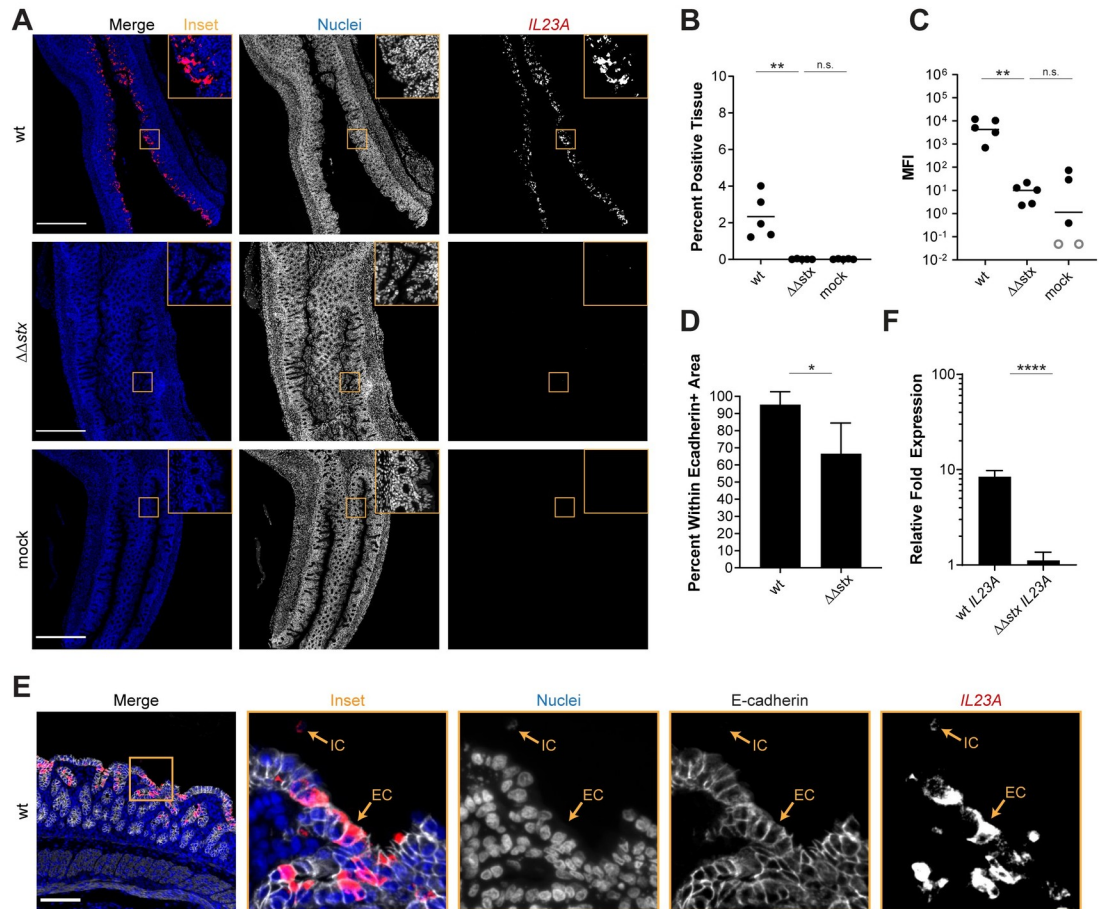 A
Merge
Inset
Nuclei
IL23A
wt
ΔΔstx
mock
B
Percent Positive Tissue
10
8
6
4
2
0
**
n.s.
wt
ΔΔstx
mock
C
MFI
10⁶
10⁵
10⁴
10³
10²
10¹
10⁰
10⁻¹
10⁻²
**
n.s.
wt
ΔΔstx
mock
D
Percent Within Ecadherin+ Area
100
90
80
70
60
50
40
30
20
10
0
*
wt
ΔΔstx
F
Relative Fold Expression
100
10
1
****
wt IL23A
ΔΔstx IL23A
E
Merge
Inset
Nuclei
E-cadherin
IL23A
wt
IC
EC
IC
EC
IC
EC
IC
EC